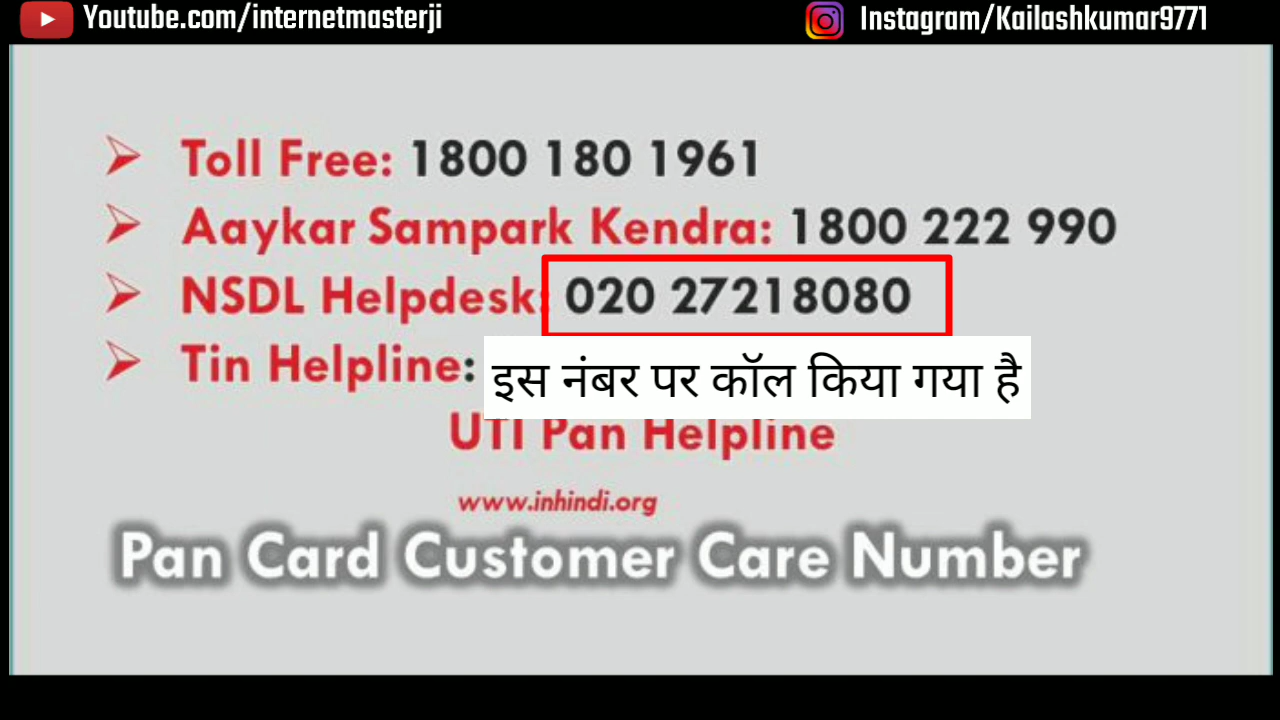 Youtube.com/internetmasterji
Instagram/Kailashkumar9771
Toll Free: 1800 180 1961
Aaykar Sampark Kendra: 1800 222 990
NSDL Helpdesk: 020 27218080
Tin Helpline:
इस नंबर पर कॉल किया गया है
UTI Pan Helpline
www.inhindi.org
Pan Card Customer Care Number